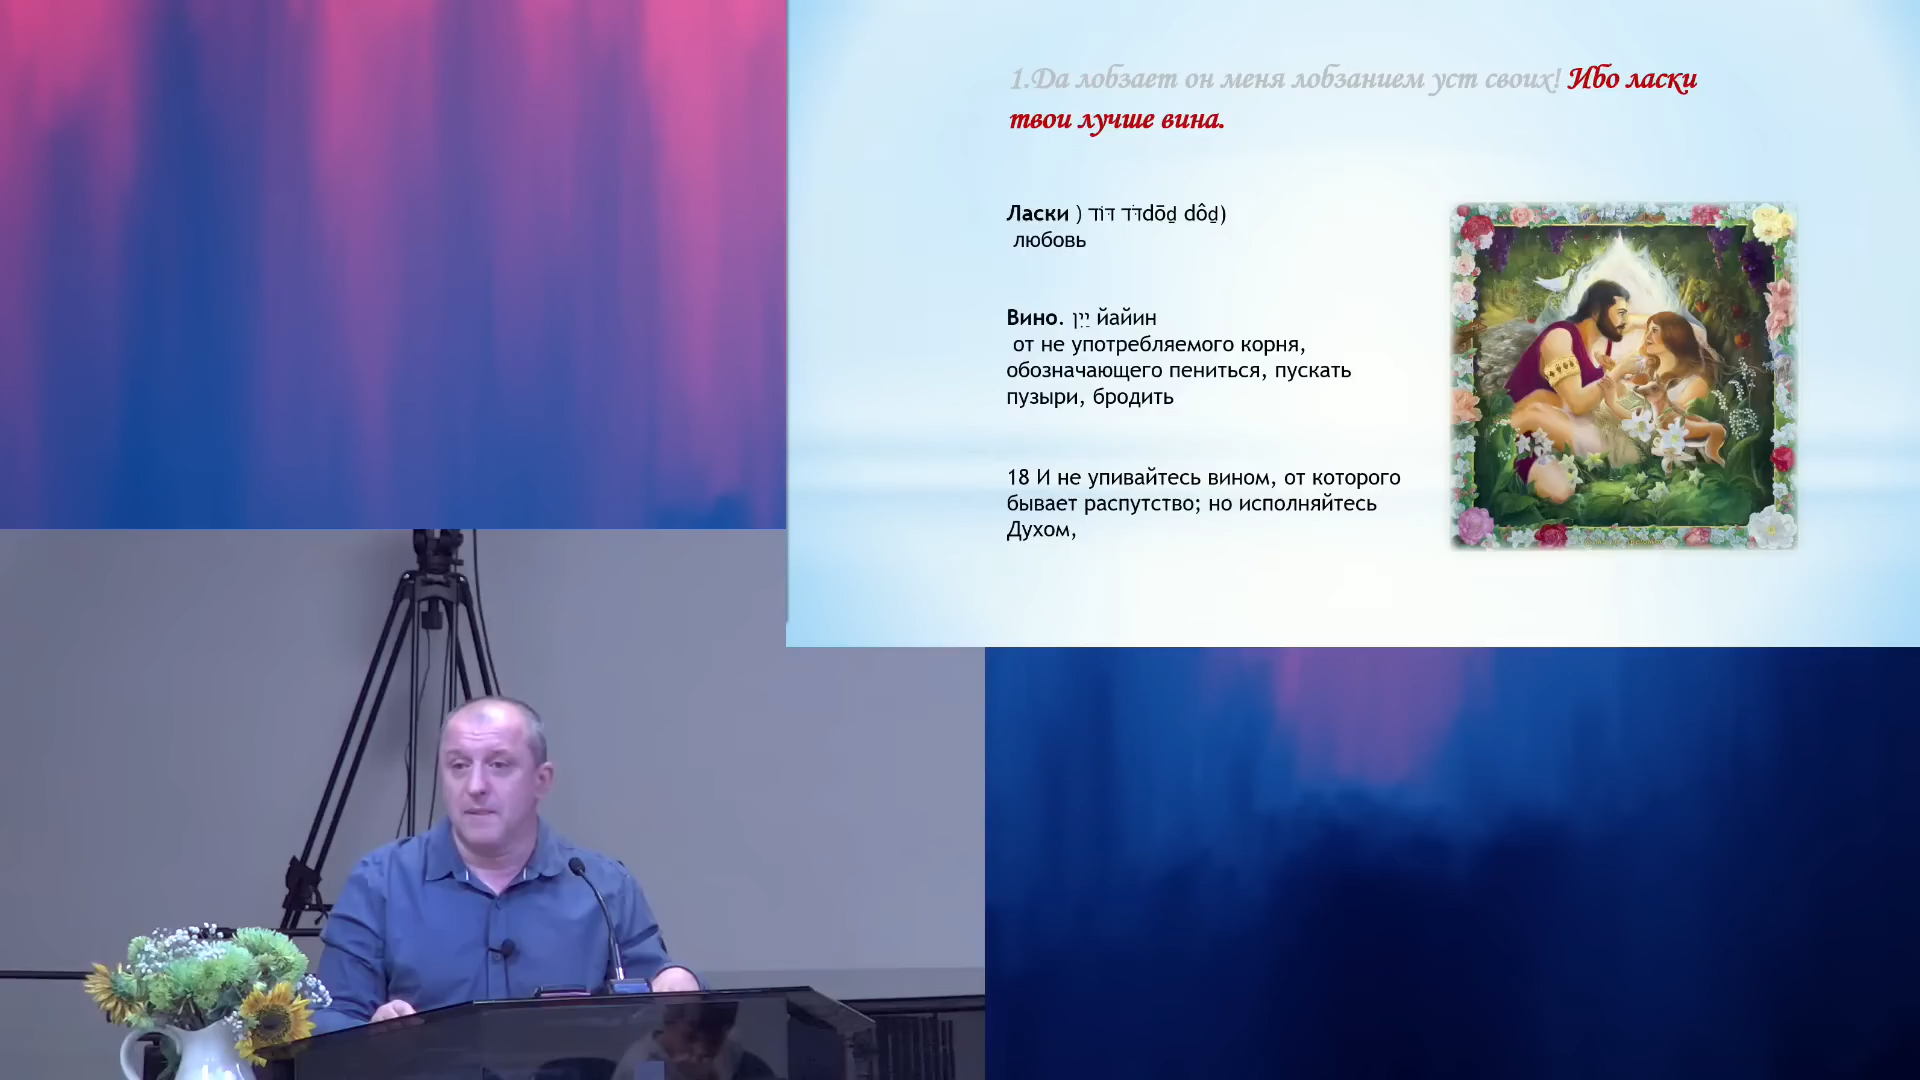 1.Да лобзает он меня лобзанием уст своих! Ибо ласки
твои лучше вина.
Ласки ) דֹּד דּוֹדdōḏ dôḏ)
любовь
Вино. יַיִן йайин
от не употребляемого корня,
обозначающего пениться, пускать
пузыри, бродить
18 И не упивайтесь вином, от которого
бывает распутство; но исполняйтесь
Духом,